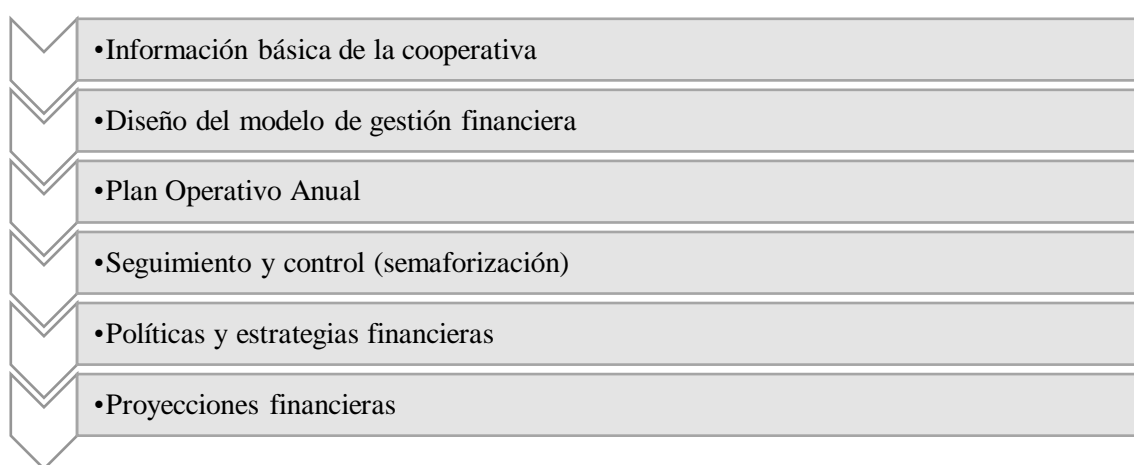 •Información básica de la cooperativa
•Diseño del modelo de gestión financiera
•Plan Operativo Anual
•Seguimiento y control (semaforización)
•Políticas y estrategias financieras
•Proyecciones financieras